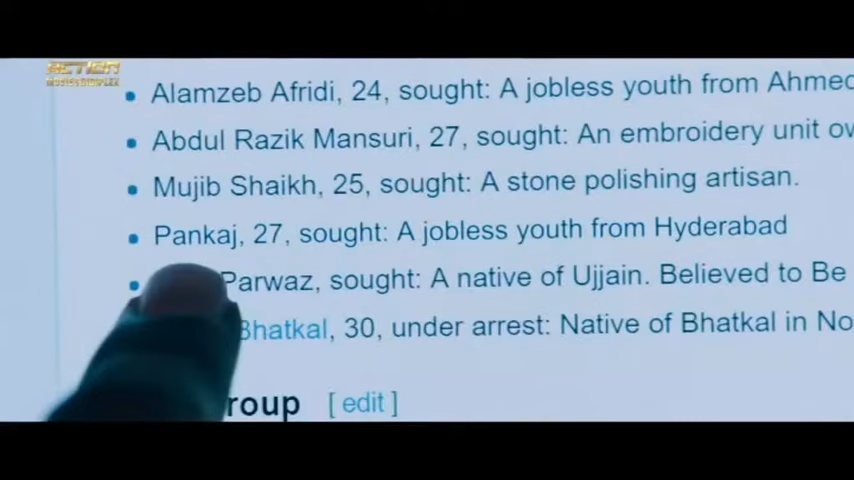 ACTION
• Alamzeb Afridi, 24, sought: A jobless youth from Ahmed
• Abdul Razik Mansuri, 27, sought: An embroidery unit ow
• Mujib Shaikh, 25, sought: A stone polishing artisan.
• Pankaj, 27, sought: A jobless youth from Hyderabad
• Parwaz, sought: A native of Ujjain. Believed to Be
Bhatkal, 30, under arrest: Native of Bhatkal in No
roup [ edit ]